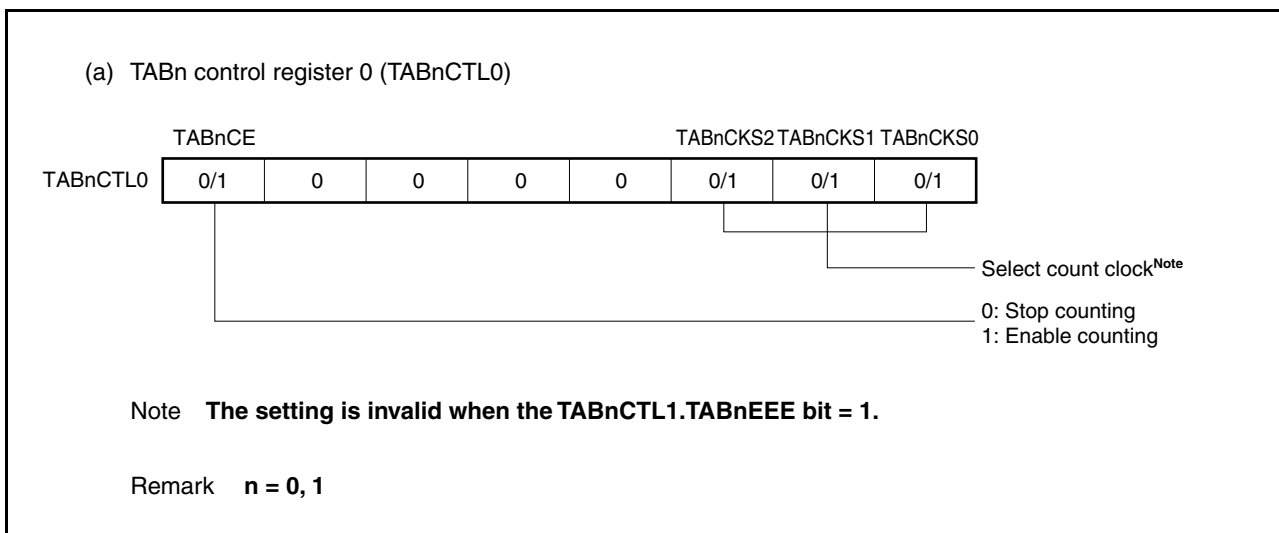 (a) TABn control register 0 (TABnCTL0)
TABnCE TABnCKS2 TABnCKS1 TABnCKS0
TABnCTL0 0/1 0 0 0 0 0/1 0/1 0/1
Select count clockNote
0: Stop counting
1: Enable counting
Note The setting is invalid when the TABnCTL1.TABnEEE bit = 1.
Remark n = 0, 1